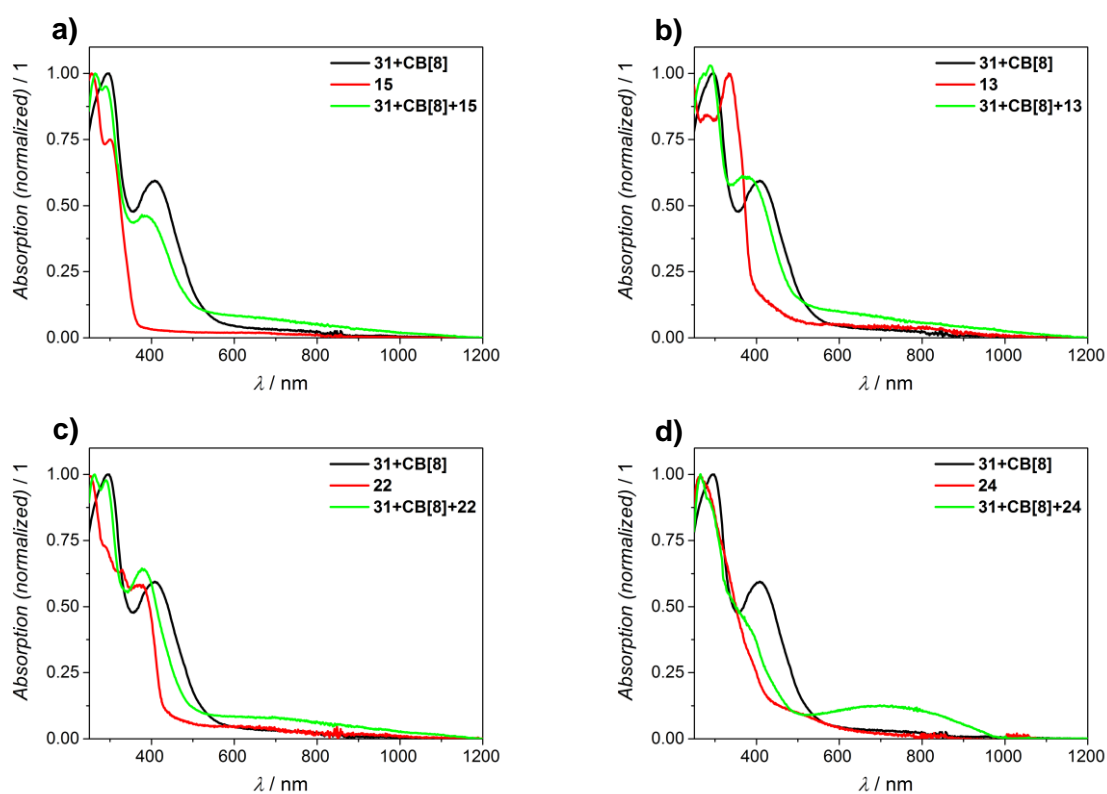 a)
31+CB[8]
15
31+CB[8]+15
Absorption (normalized) / 1
1.00
0.75
0.50
0.25
0.00
400 600 800 1000 1200
λ / nm
b)
31+CB[8]
13
31+CB[8]+13
Absorption (normalized) / 1
1.00
0.75
0.50
0.25
0.00
400 600 800 1000 1200
λ / nm
c)
31+CB[8]
22
31+CB[8]+22
Absorption (normalized) / 1
1.00
0.75
0.50
0.25
0.00
400 600 800 1000 1200
λ / nm
d)
31+CB[8]
24
31+CB[8]+24
Absorption (normalized) / 1
1.00
0.75
0.50
0.25
0.00
400 600 800 1000 1200
λ / nm